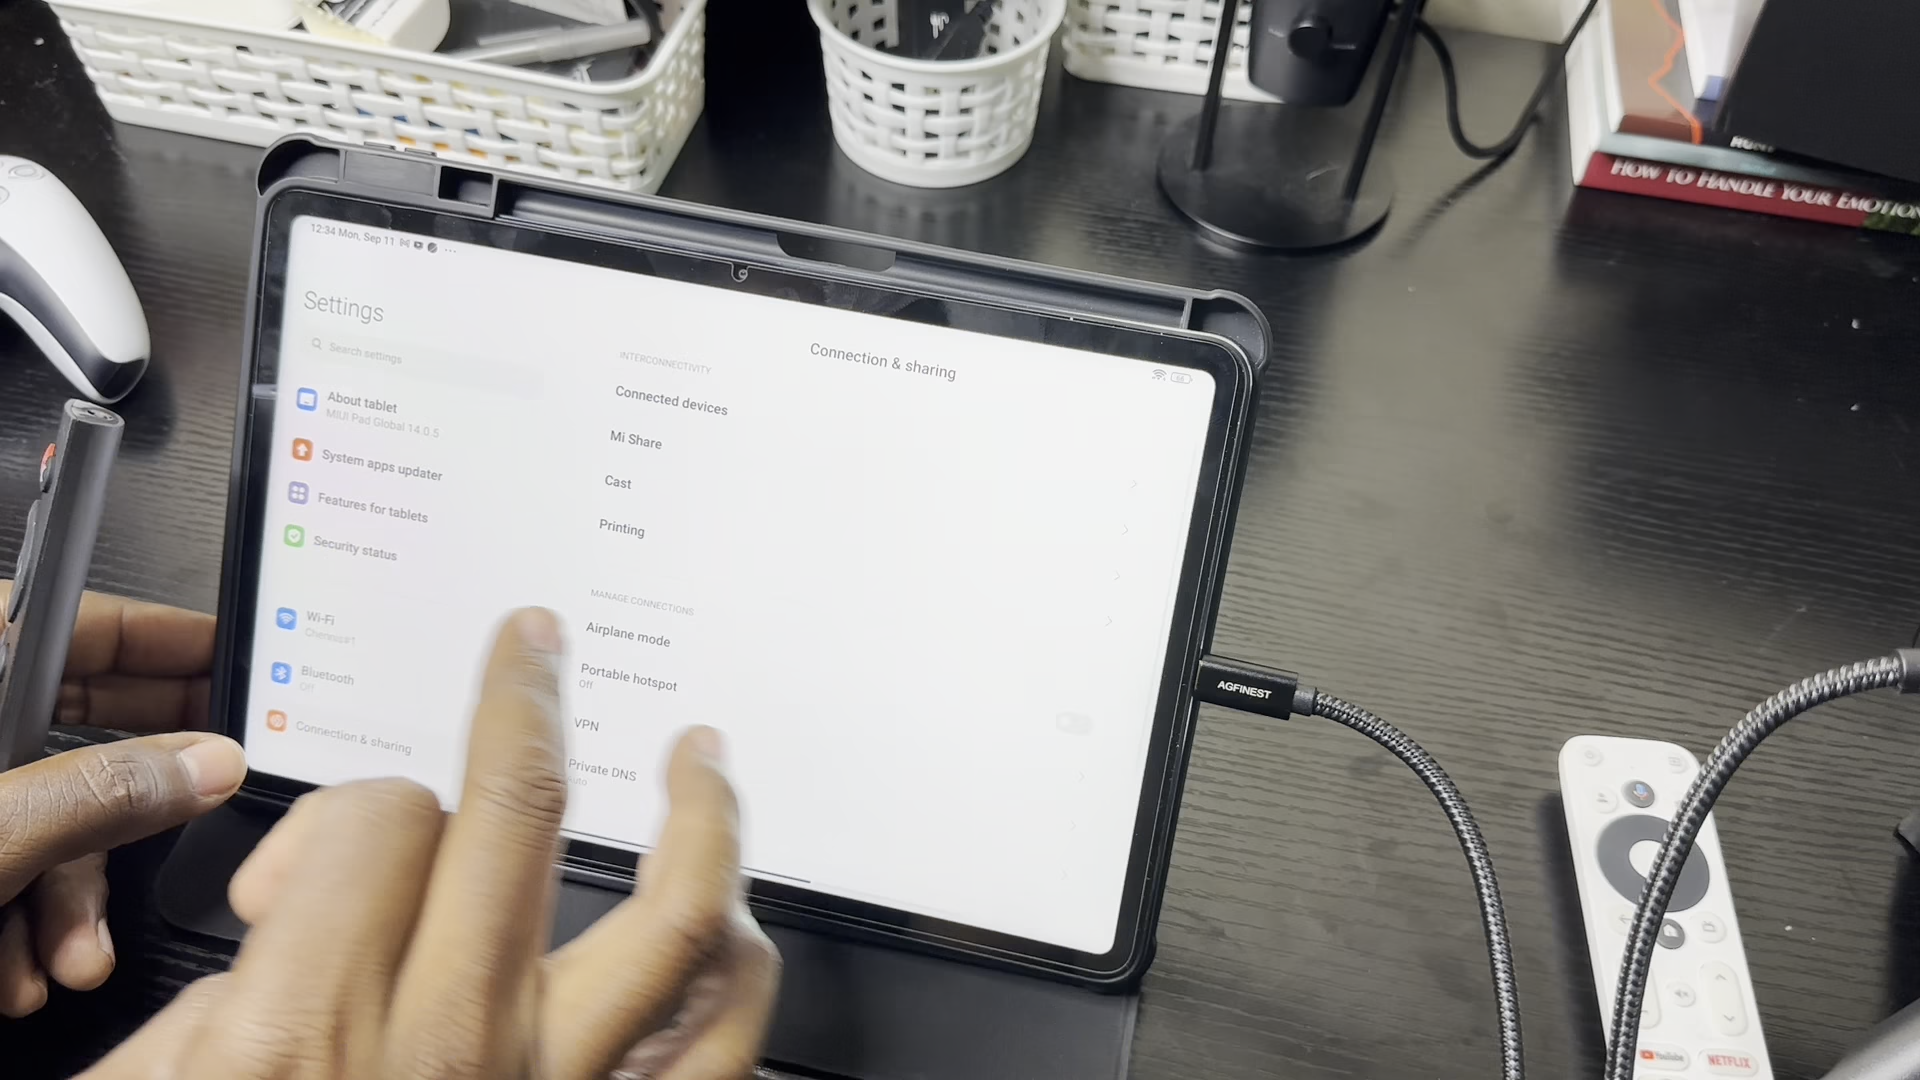 HOW TO HANDLE YOUR EMOTION
12:34 Mon, Sep 11
Settings
Search settings
About tablet
MIUI Pad Global 14.0.5
System apps updater
Features for tablets
Security status
Wi-Fi
Bluetooth
Off
Connection & sharing
Connection & sharing
INTERCONNECTIVITY
Connected devices
Mi Share
Cast
Printing
MANAGE CONNECTIONS
Airplane mode
Portable hotspot
Off
VPN
Private DNS
Auto
AGFINEST
YouTube
NETFLIX